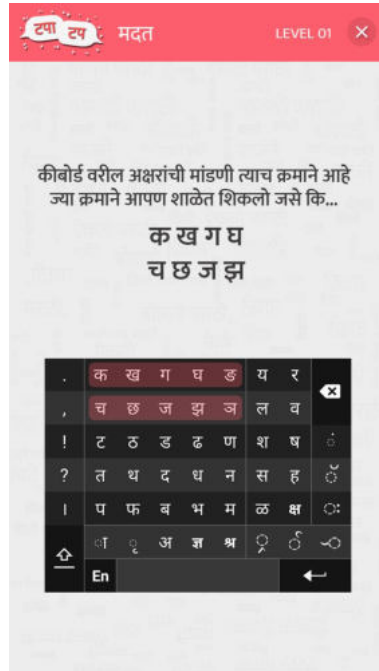 टपा टप मदत LEVEL 01
कीबोर्ड वरील अक्षरांची मांडणी त्याच क्रमाने आहे
ज्या क्रमाने आपण शाळेत शिकलो जसे कि...
क ख ग घ
च छ ज झ
. क ख ग घ ङ य र
, च छ ज झ ञ ल व
! ट ठ ड ढ ण श ष ं
? त थ द ध न स ह ँ
। प फ ब भ म ळ क्ष ः
ा ृ अ ज्ञ श्र
En